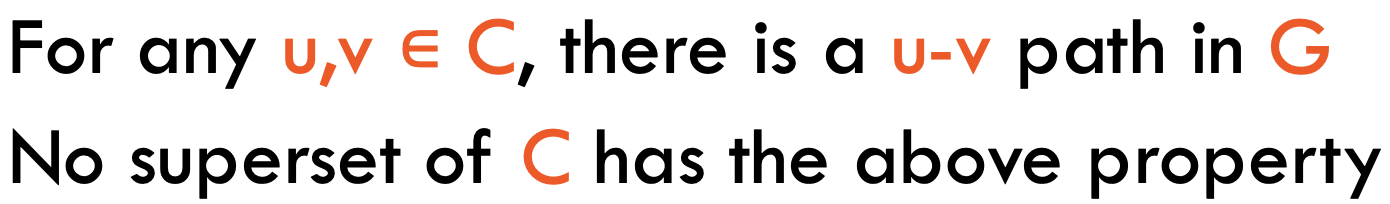 For any u,v ∈ C, there is a u-v path in G
No superset of C has the above property